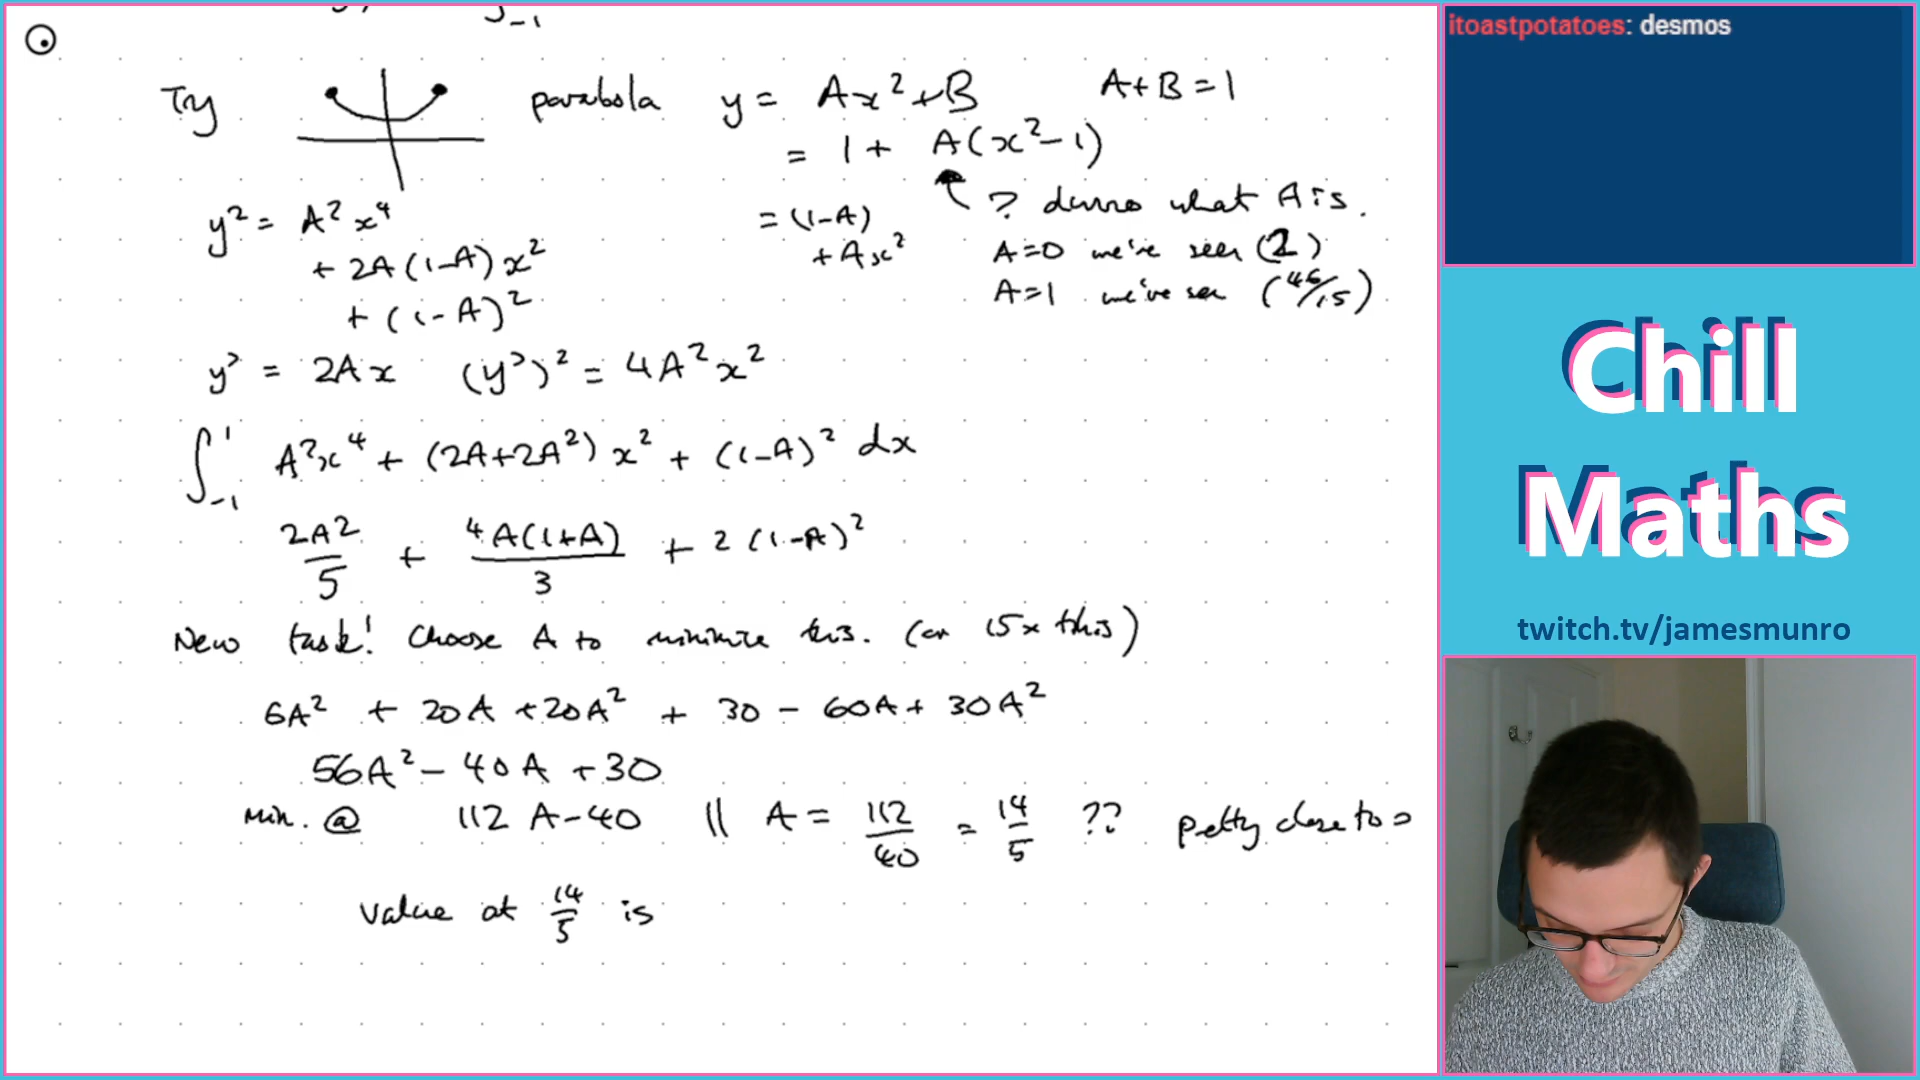 ∫₋₁
Try parabola y = Ax² + B A + B = 1
= 1 + A(x² - 1)
= (1-A) + Ax²
? dunno what A is.
A=0 we've seen (2)
A=1 we've seen (46/15)
y² = A²x⁴
+ 2A(1-A)x²
+ (1-A)²
y' = 2Ax (y')² = 4A²x²
∫₋₁¹ A²x⁴ + (2A+2A²)x² + (1-A)² dx
2A²/5 + 4A(1+A)/3 + 2(1-A)²
New task! Choose A to minimize this. (or 15x this)
6A² + 20A + 20A² + 30 - 60A + 30A²
56A² - 40A + 30
Min. @ 112A - 40 || A = 112/40 = 14/5 ?? pretty close to
value at 14/5 is
itoastpotatoes: desmos
Chill
Maths
twitch.tv/jamesmunro